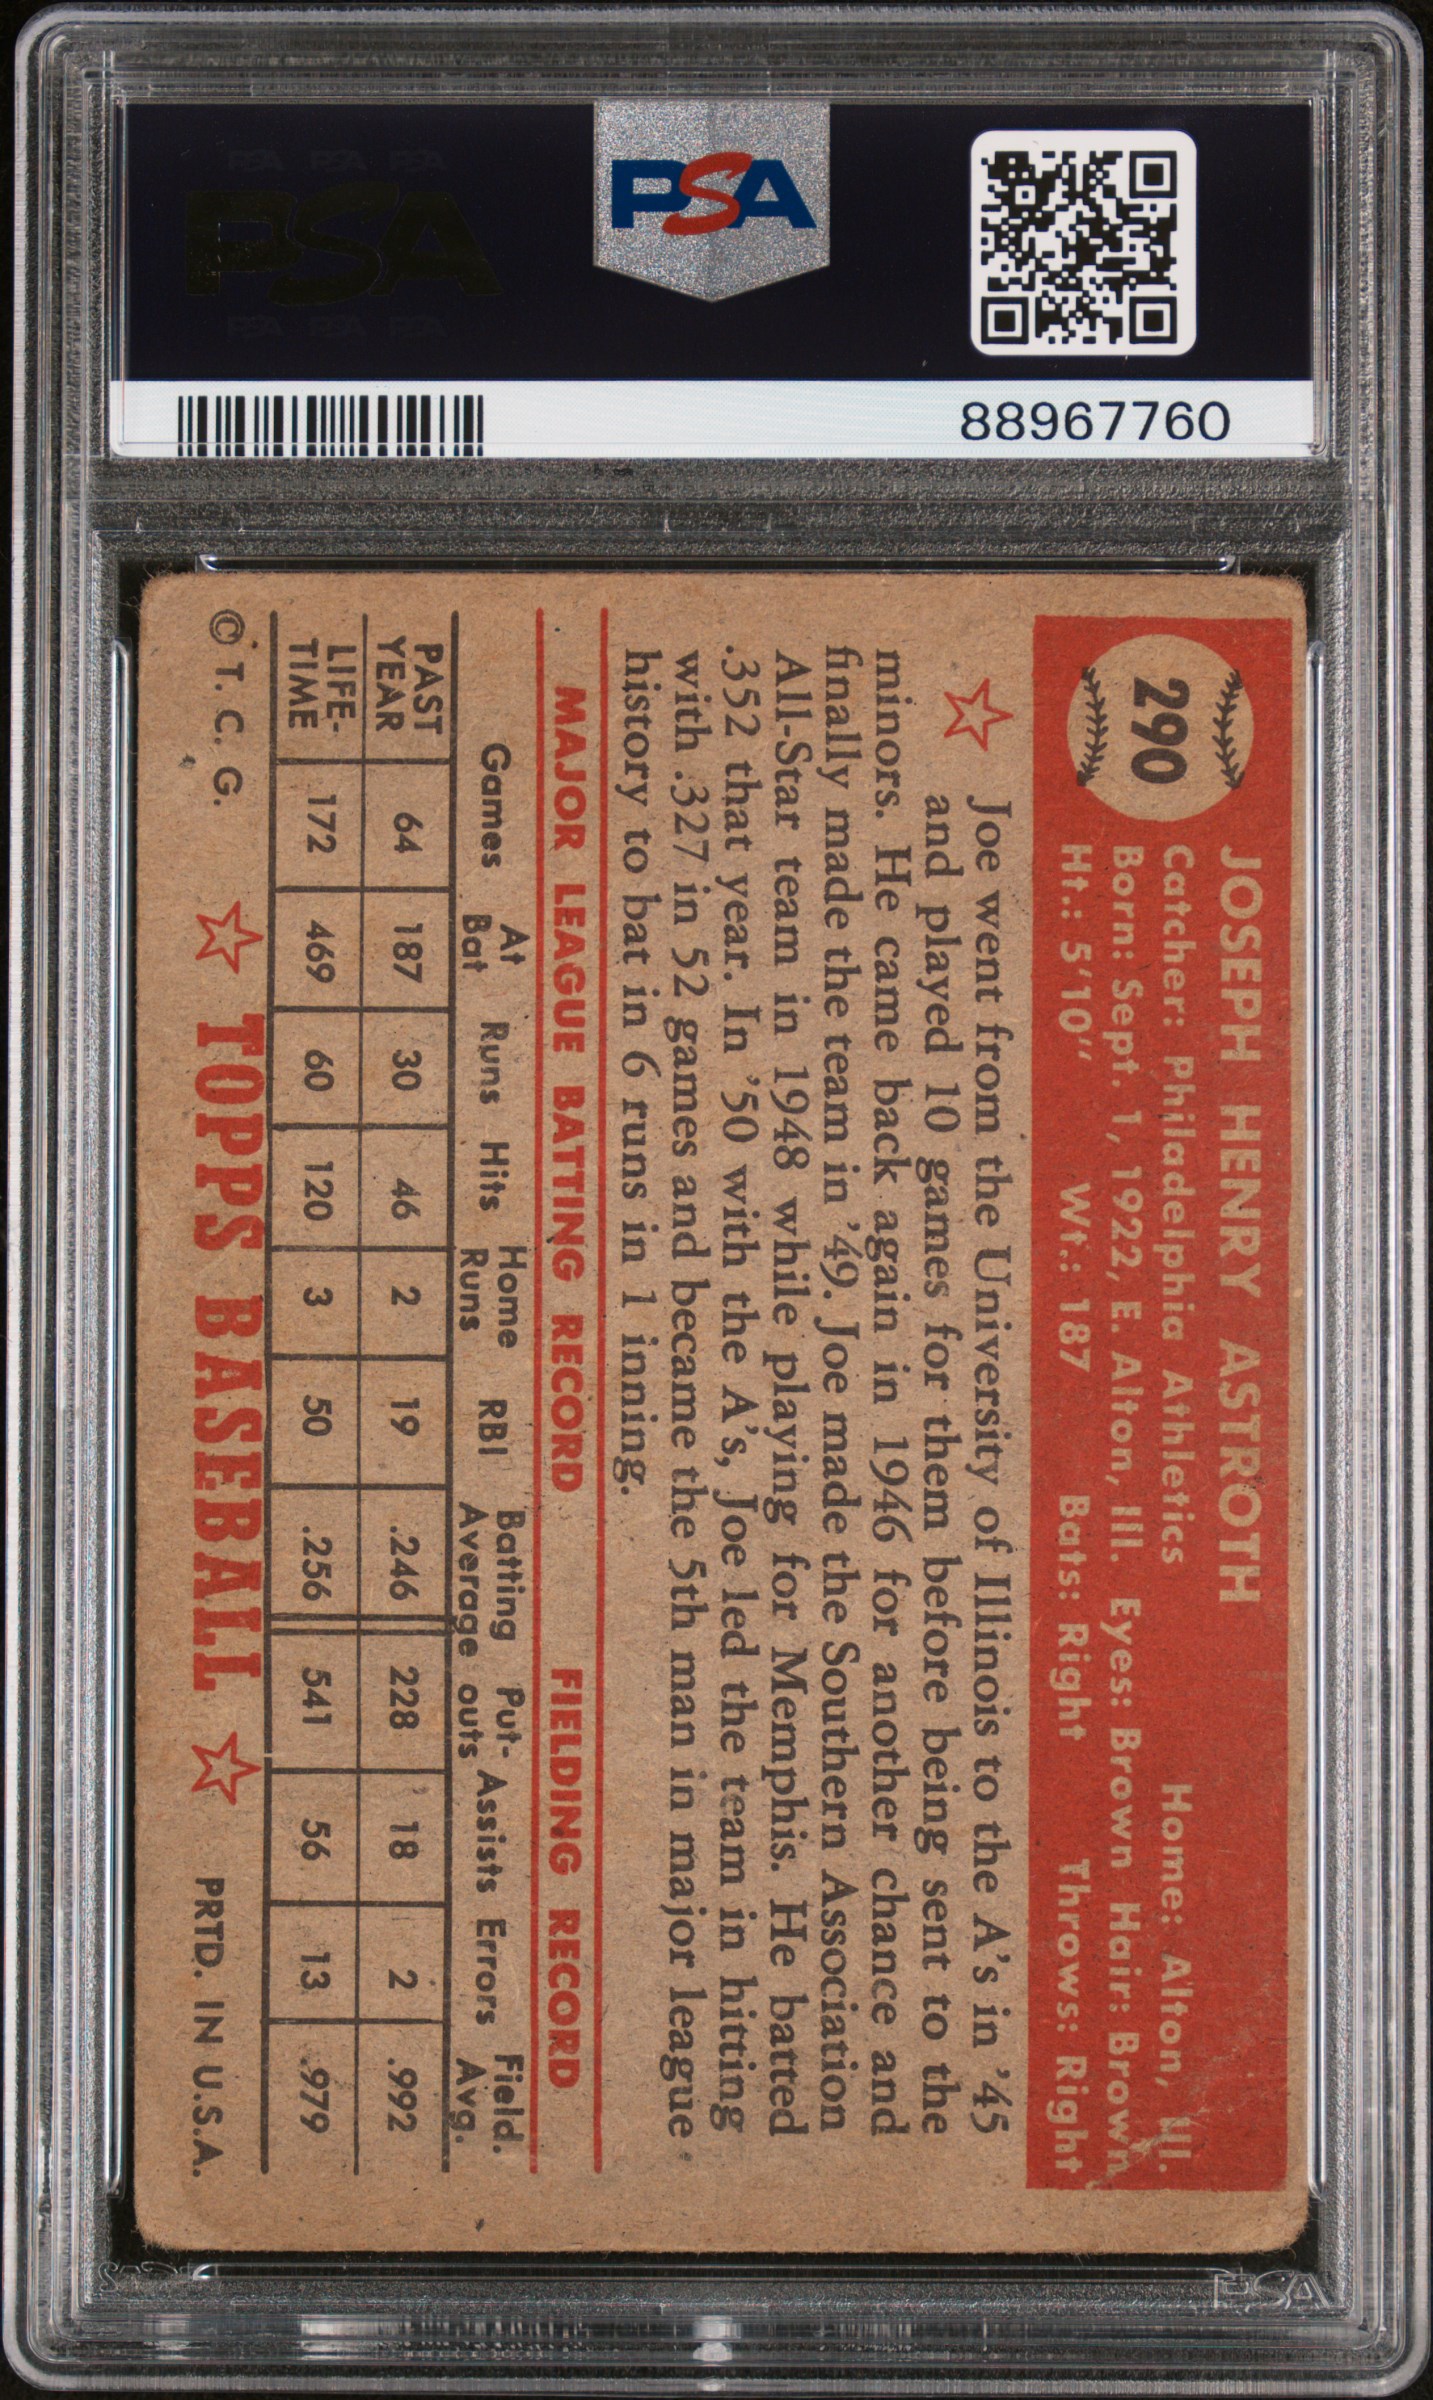 PSA PSA PSA
PSA
PSA PSA PSA
PSA
88967760
290
JOSEPH HENRY ASTROTH
Catcher: Philadelphia Athletics Home: Alton, Ill.
Born: Sept. 1, 1922, E. Alton, Ill. Eyes: Brown Hair: Brown
Ht.: 5'10" Wt.: 187 Bats: Right Throws: Right
Joe went from the University of Illinois to the A's in '45
and played 10 games for them before being sent to the
minors. He came back again in 1946 for another chance and
finally made the team in '49. Joe made the Southern Association
All-Star team in 1948 while playing for Memphis. He batted
.352 that year. In '50 with the A's, Joe led the team in hitting
with .327 in 52 games and became the 5th man in major league
history to bat in 6 runs in 1 inning.
MAJOR LEAGUE BATTING RECORD FIELDING RECORD
Games At Bat Runs Hits Home Runs RBI Batting Average Put-outs Assists Errors Field. Avg.
PAST YEAR 64 187 30 46 2 19 .246 228 18 2 .992
LIFE-TIME 172 469 60 120 3 50 .256 541 56 13 .979
© T. C. G. TOPPS BASEBALL PRTD. IN U.S.A.
PSA